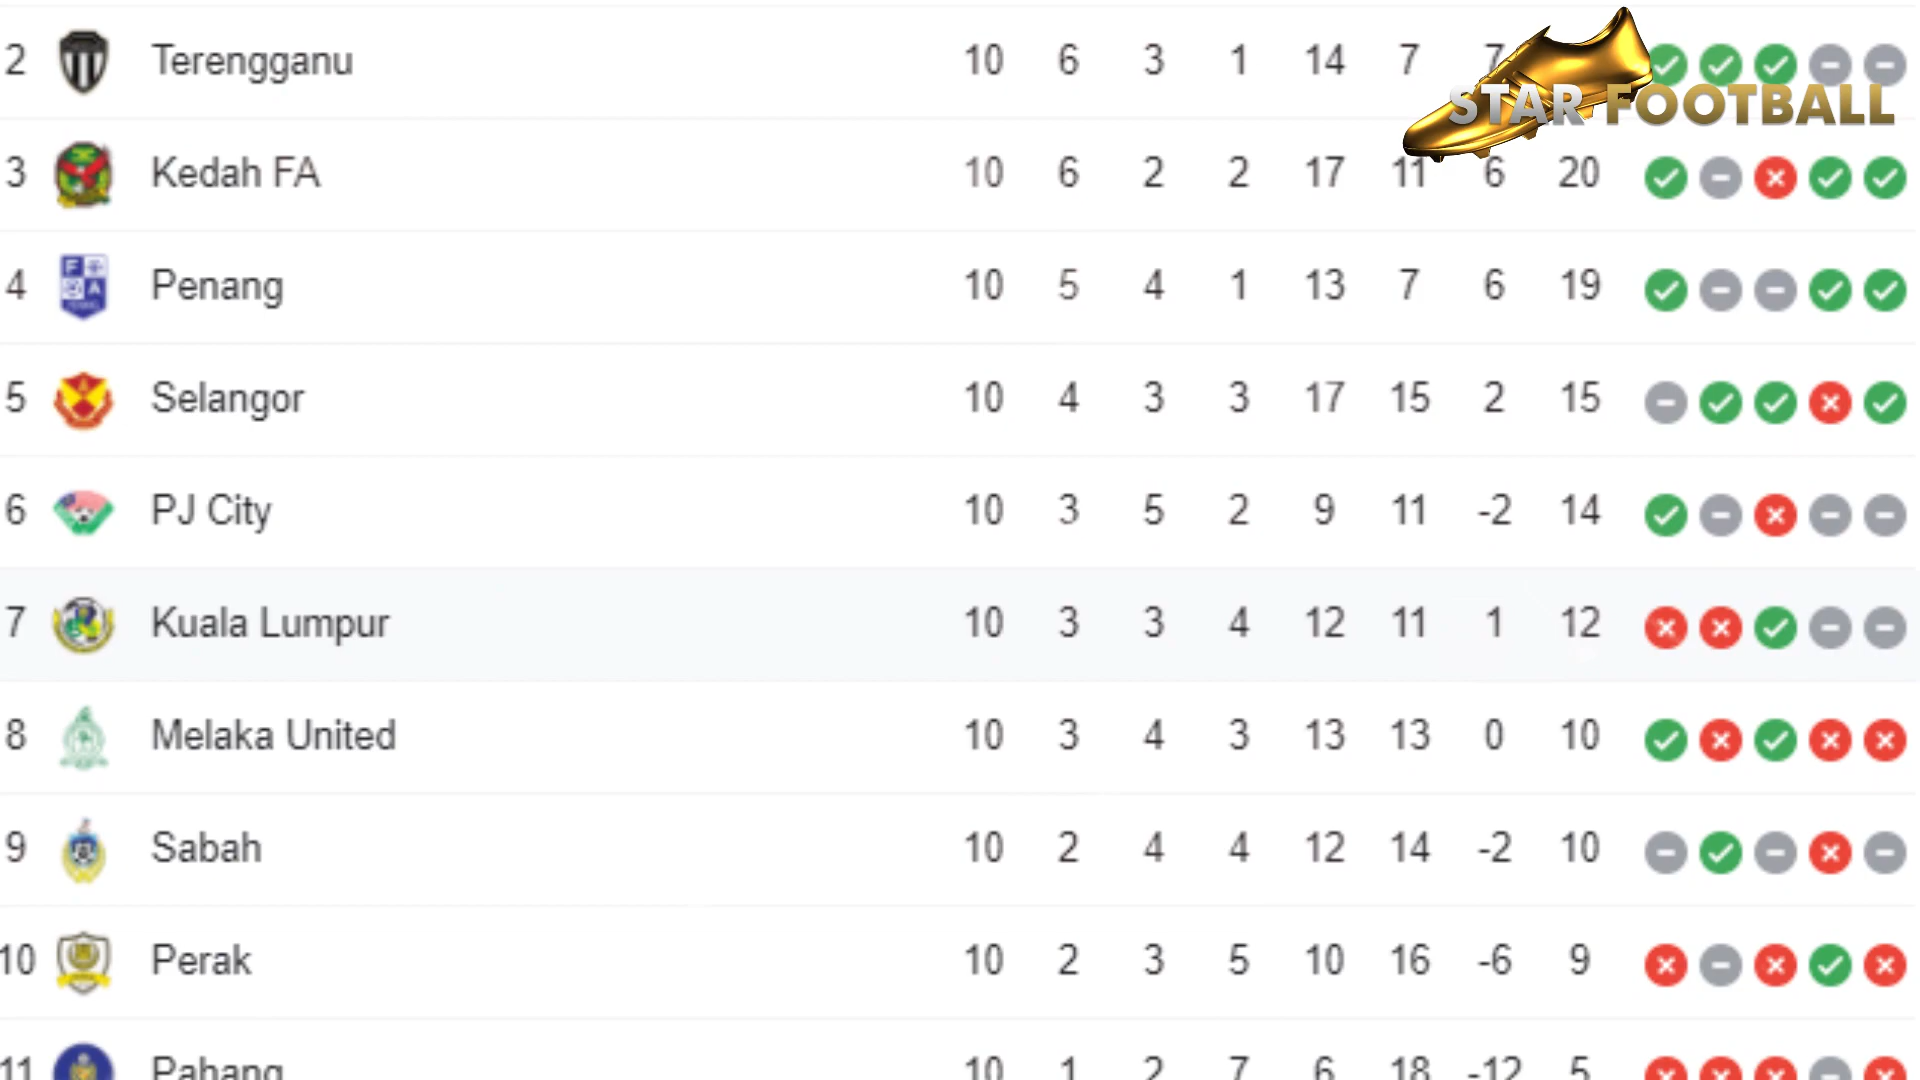 2 Terengganu 10 6 3 1 14 7 7
STAR FOOTBALL
3 Kedah FA 10 6 2 2 17 11 6 20
4 Penang 10 5 4 1 13 7 6 19
5 Selangor 10 4 3 3 17 15 2 15
6 PJ City 10 3 5 2 9 11 -2 14
7 Kuala Lumpur 10 3 3 4 12 11 1 12
8 Melaka United 10 3 4 3 13 13 0 10
9 Sabah 10 2 4 4 12 14 -2 10
10 Perak 10 2 3 5 10 16 -6 9
11 Pahang 10 1 2 7 6 18 -12 5